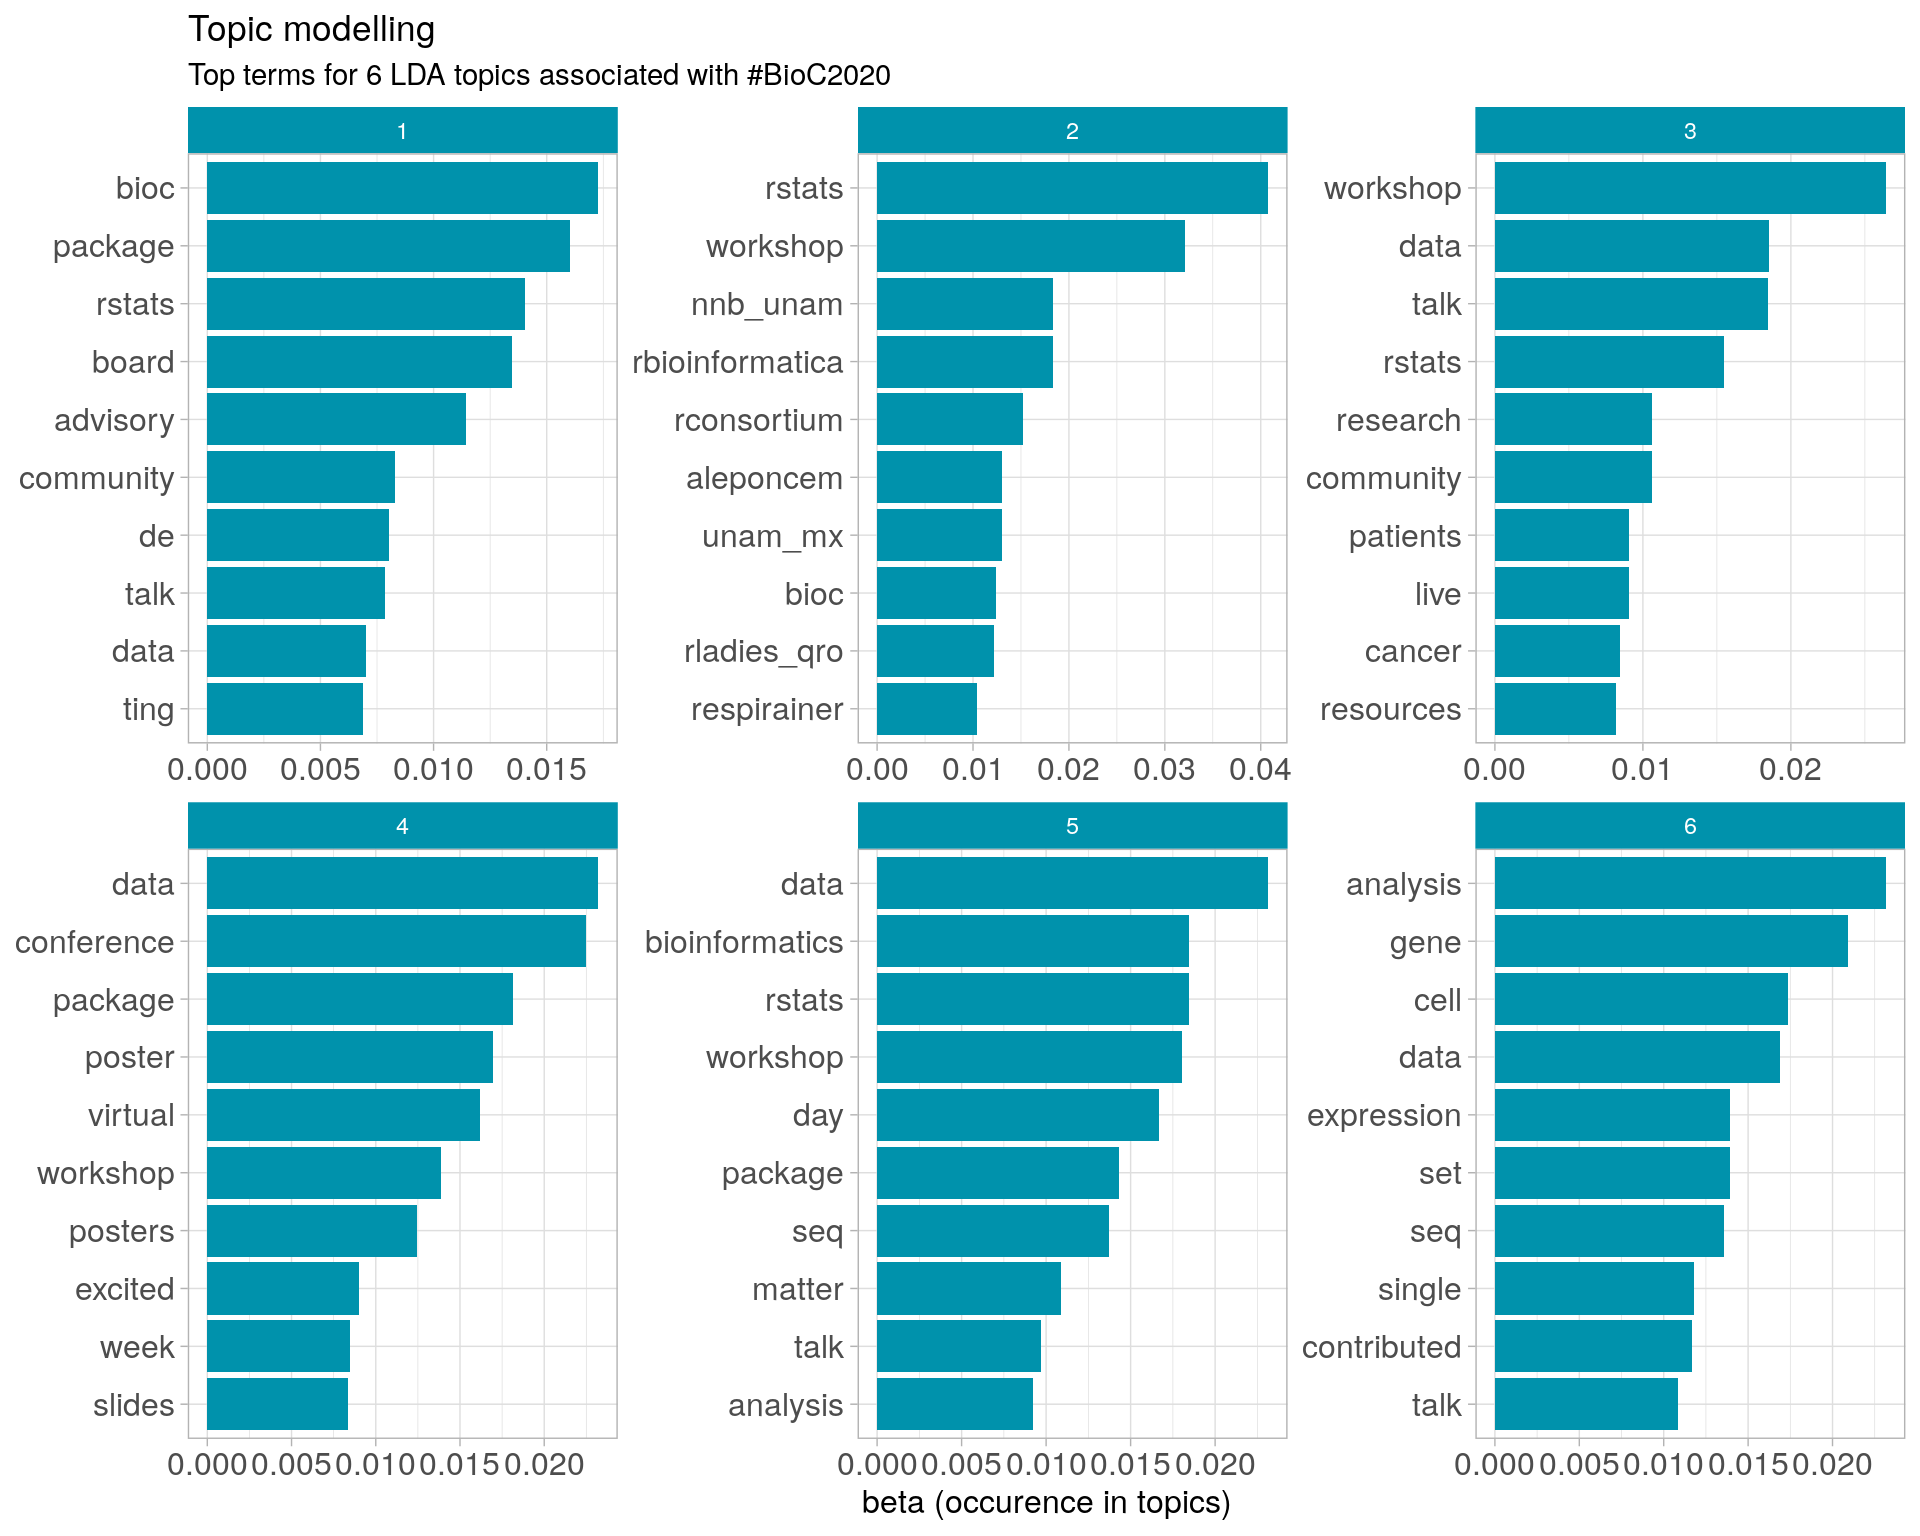 Topic modelling
Top terms for 6 LDA topics associated with #BioC2020
1
bioc
package
rstats
board
advisory
community
de
talk
data
ting
0.000 0.005 0.010 0.015
2
rstats
workshop
nnb_unam
rbioinformatica
rconsortium
aleponcem
unam_mx
bioc
rladies_qro
respirainer
0.00 0.01 0.02 0.03 0.04
3
workshop
data
talk
rstats
research
community
patients
live
cancer
resources
0.00 0.01 0.02
4
data
conference
package
poster
virtual
workshop
posters
excited
week
slides
0.000 0.005 0.010 0.015 0.020
5
data
bioinformatics
rstats
workshop
day
package
seq
matter
talk
analysis
0.000 0.005 0.010 0.015 0.020
6
analysis
gene
cell
data
expression
set
seq
single
contributed
talk
0.000 0.005 0.010 0.015 0.020
beta (occurence in topics)